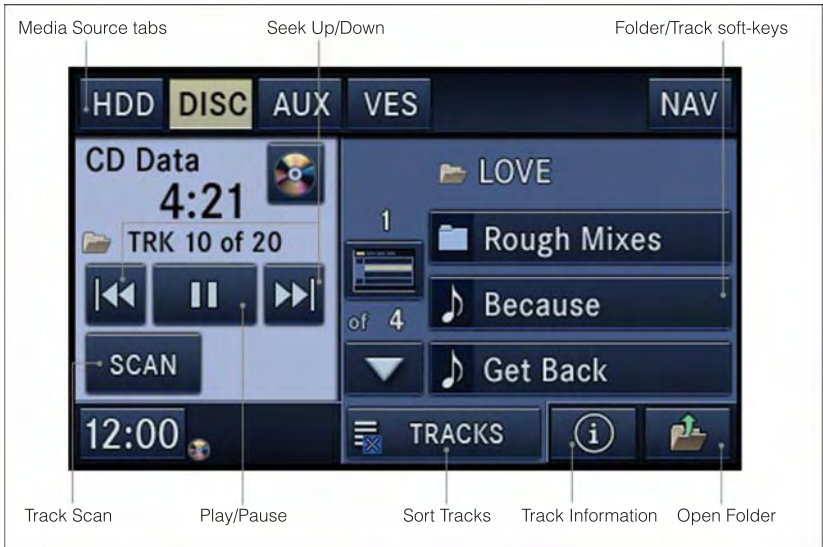 Media Source tabs Seek Up/Down Folder/Track soft-keys
HDD DISC AUX VES NAV
CD Data
4:21
TRK 10 of 20
SCAN
12:00
LOVE
1
of 4
Rough Mixes
Because
Get Back
TRACKS
i
Track Scan Play/Pause Sort Tracks Track Information Open Folder